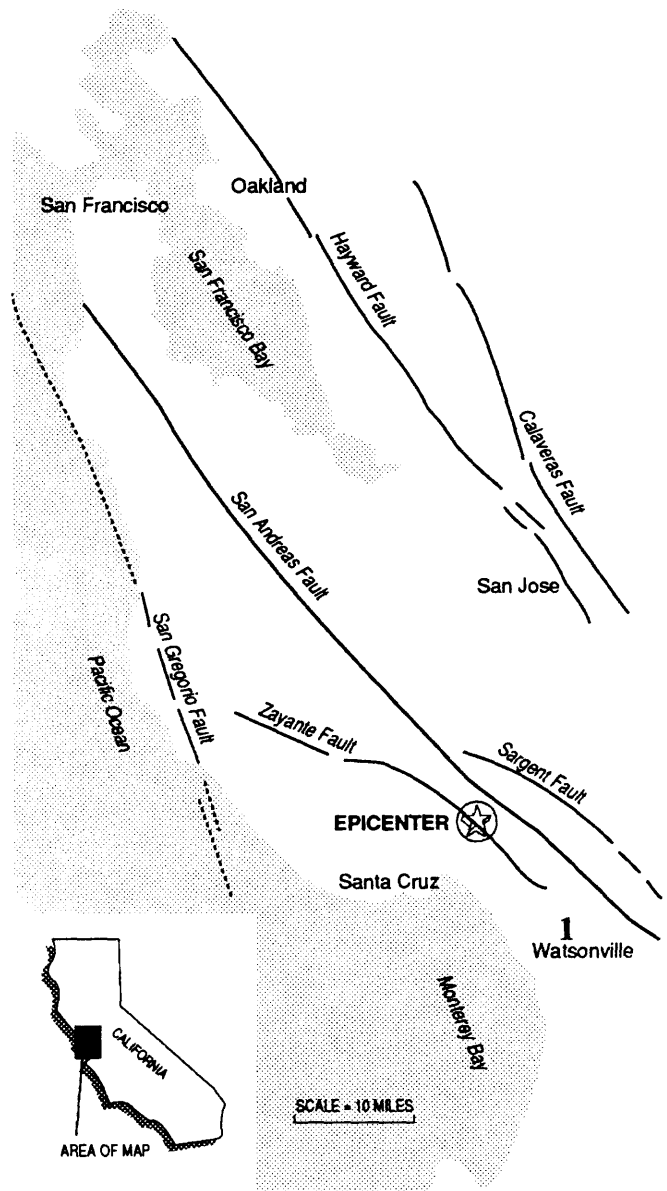 Oakland
San Francisco
San Francisco Bay
Hayward Fault
Calaveras Fault
San Andreas Fault
San Jose
San Gregorio Fault
Pacific Ocean
Zayante Fault
Sargent Fault
EPICENTER
Santa Cruz
1
Watsonville
Monterey Bay
CALIFORNIA
SCALE = 10 MILES
AREA OF MAP